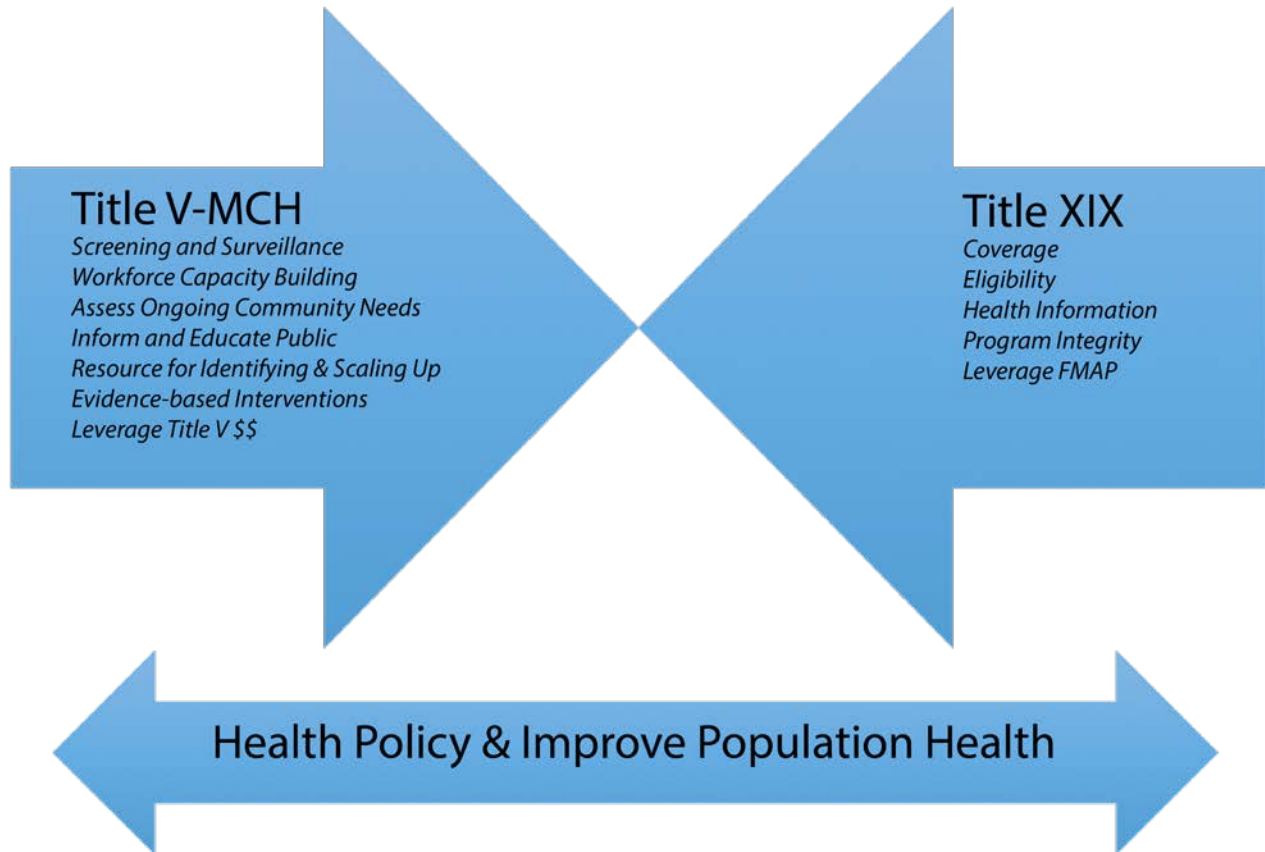 Title V-MCH
Screening and Surveillance
Workforce Capacity Building
Assess Ongoing Community Needs
Inform and Educate Public
Resource for Identifying & Scaling Up
Evidence-based Interventions
Leverage Title V $$
Title XIX
Coverage
Eligibility
Health Information
Program Integrity
Leverage FMAP
Health Policy & Improve Population Health